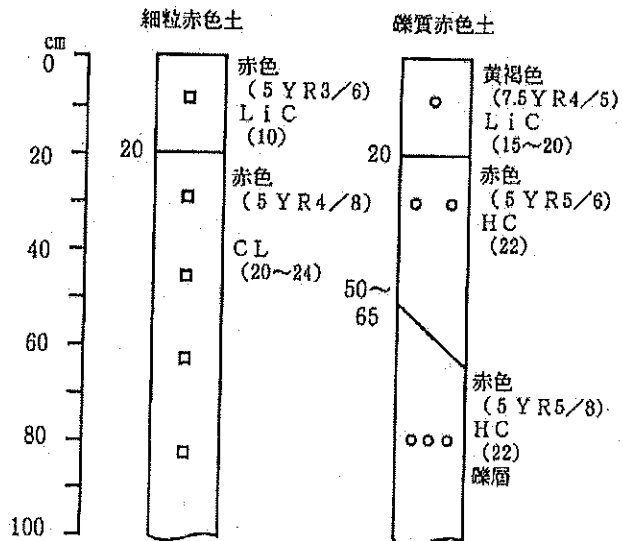 細粒赤色土
礫質赤色土
cm
0
20
40
60
80
100
赤色
(5YR3/6)
LiC
(10)
20
赤色
(5YR4/8)
CL
(20~24)
黄褐色
(7.5YR4/5)
LiC
(15~20)
20
赤色
(5YR5/6)
HC
(22)
50~
65
赤色
(5YR5/8)
HC
(22)
礫層